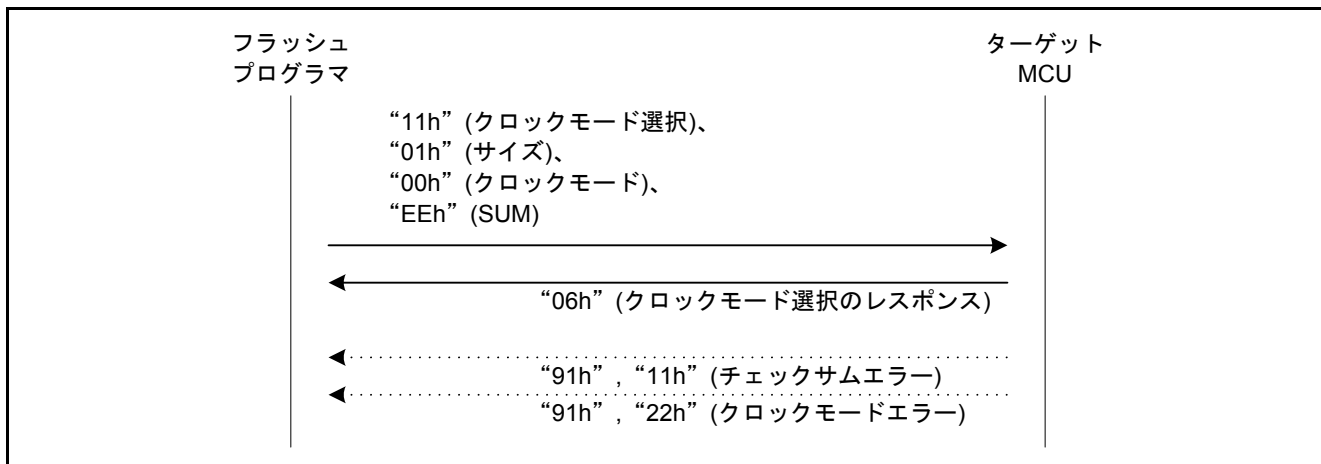 フラッシュ
プログラマ
ターゲット
MCU
“11h” (クロックモード選択)、
“01h” (サイズ)、
“00h” (クロックモード)、
“EEh” (SUM)
“06h” (クロックモード選択のレスポンス)
“91h” , “11h” (チェックサムエラー)
“91h” , “22h” (クロックモードエラー)